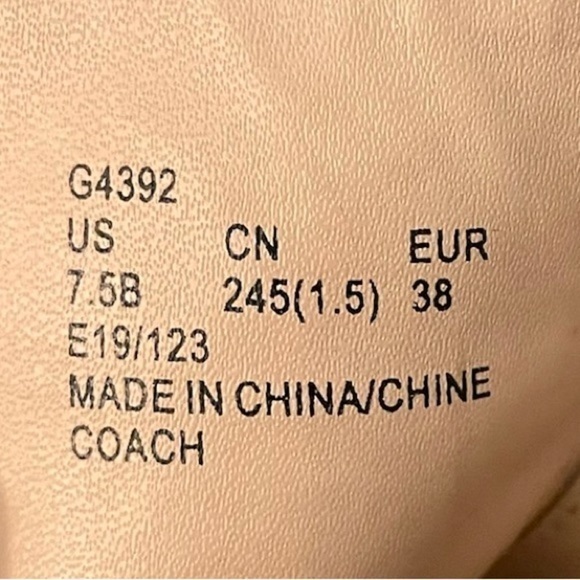 G4392
US CN EUR
7.5B 245(1.5) 38
E19/123
MADE IN CHINA/CHINE
COACH